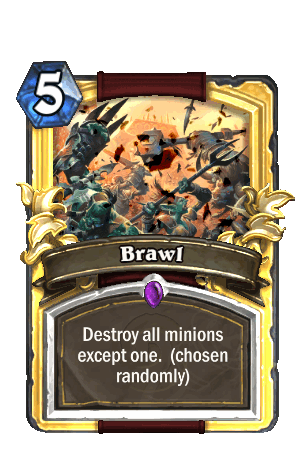 5
Brawl
Destroy all minions
except one.  (chosen
randomly)